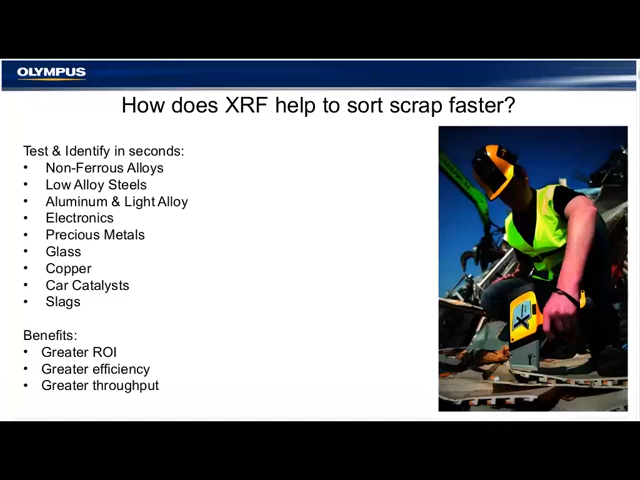 OLYMPUS
How does XRF help to sort scrap faster?
Test & Identify in seconds:
• Non-Ferrous Alloys
• Low Alloy Steels
• Aluminum & Light Alloy
• Electronics
• Precious Metals
• Glass
• Copper
• Car Catalysts
• Slags
Benefits:
• Greater ROI
• Greater efficiency
• Greater throughput